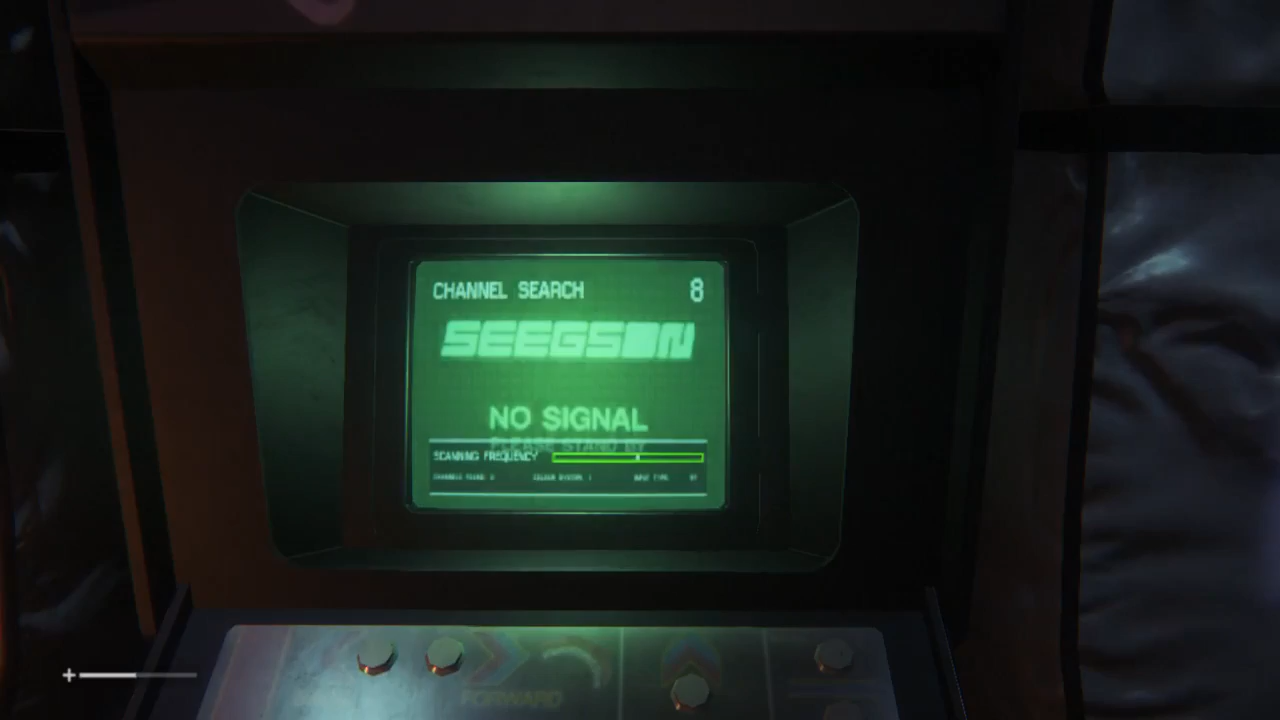 CHANNEL SEARCH 8
SEEGSON
NO SIGNAL
PLEASE STAND BY
SCANNING FREQUENCY
FORWARD